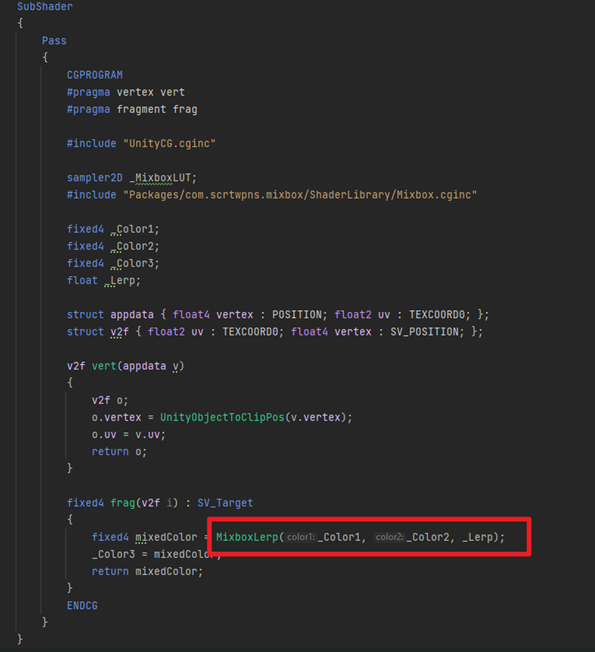 SubShader
{
Pass
{
CGPROGRAM
#pragma vertex vert
#pragma fragment frag
#include "UnityCG.cginc"
sampler2D _MixboxLUT;
#include "Packages/com.scrtwpns.mixbox/ShaderLibrary/Mixbox.cginc"
fixed4 _Color1;
fixed4 _Color2;
fixed4 _Color3;
float _Lerp;
struct appdata { float4 vertex : POSITION; float2 uv : TEXCOORD0; };
struct v2f { float2 uv : TEXCOORD0; float4 vertex : SV_POSITION; };
v2f vert(appdata v)
{
v2f o;
o.vertex = UnityObjectToClipPos(v.vertex);
o.uv = v.uv;
return o;
}
fixed4 frag(v2f i) : SV_Target
{
fixed4 mixedColor = MixboxLerp(color1: _Color1, color2: _Color2, _Lerp);
_Color3 = mixedColor;
return mixedColor;
}
ENDCG
}
}